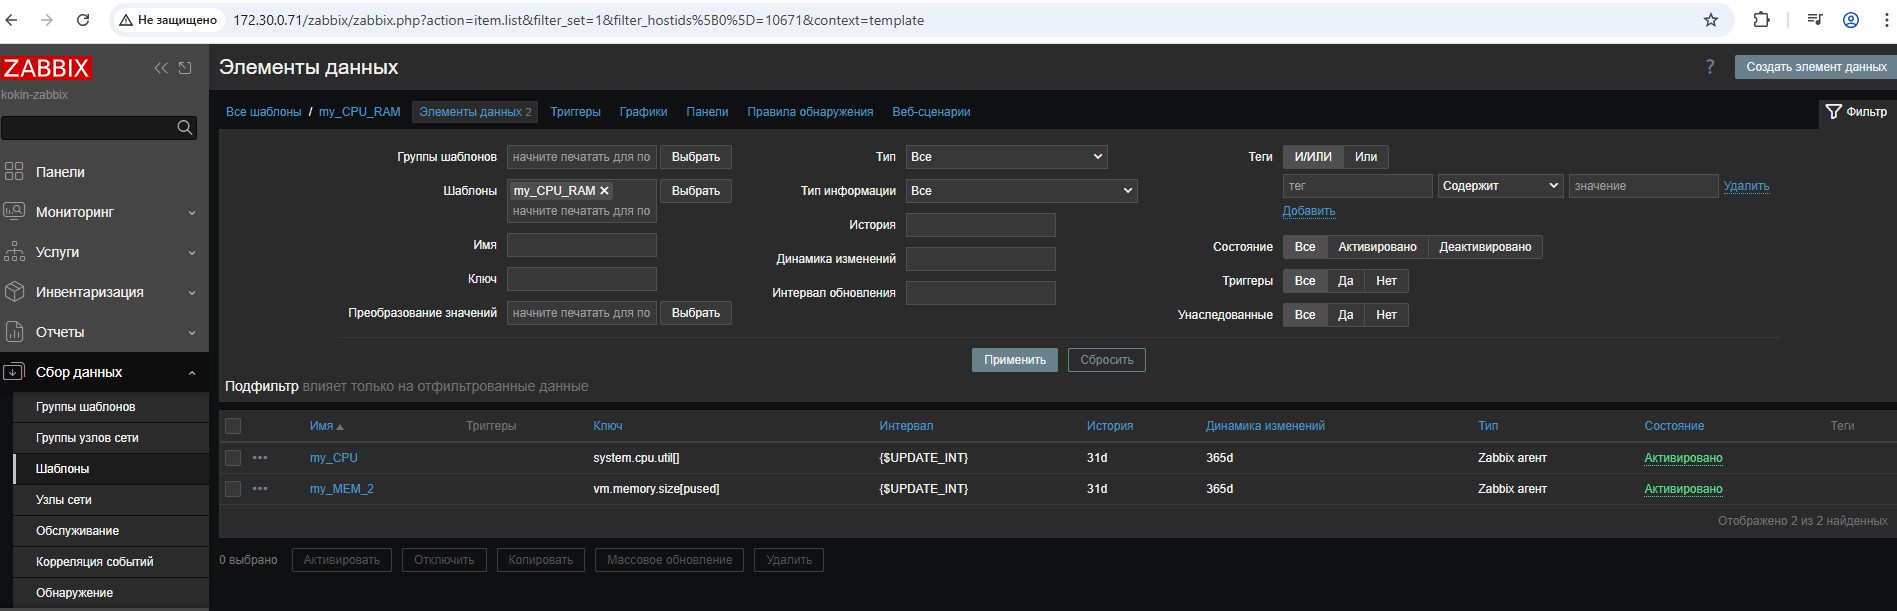 Не защищено 172.30.0.71/zabbix/zabbix.php?action=item.list&filter_set=1&filter_hostids%5B0%5D=10671&context=template
ZABBIX
kokin-zabbix
Панели
Мониторинг
Услуги
Инвентаризация
Отчеты
Сбор данных
Группы шаблонов
Группы узлов сети
Шаблоны
Узлы сети
Обслуживание
Корреляция событий
Обнаружение
Элементы данных ? Создать элемент данных
Все шаблоны / my_CPU_RAM Элементы данных 2 Триггеры Графики Панели Правила обнаружения Веб-сценарии Фильтр
Группы шаблонов начните печатать для по Выбрать
Шаблоны my_CPU_RAM Выбрать
начните печатать для по
Имя
Ключ
Преобразование значений начните печатать для по Выбрать
Тип Все
Тип информации Все
История
Динамика изменений
Интервал обновления
Теги И/ИЛИ Или
тег Содержит значение Удалить
Добавить
Состояние Все Активировано Деактивировано
Триггеры Все Да Нет
Унаследованные Все Да Нет
Применить Сбросить
Подфильтр влияет только на отфильтрованные данные
Имя Триггеры Ключ Интервал История Динамика изменений Тип Состояние Теги
my_CPU system.cpu.util[] {$UPDATE_INT} 31d 365d Zabbix агент Активировано
my_MEM_2 vm.memory.size[pused] {$UPDATE_INT} 31d 365d Zabbix агент Активировано
Отображено 2 из 2 найденных
0 выбрано Активировать Отключить Копировать Массовое обновление Удалить